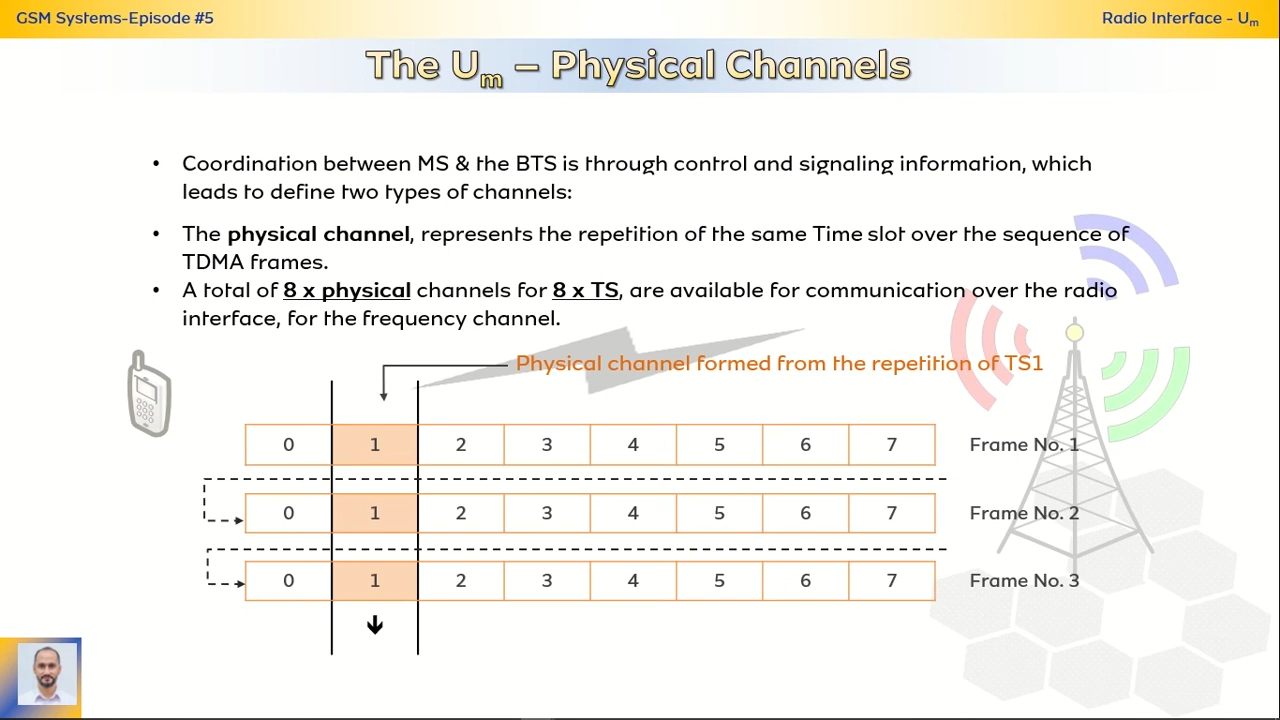 GSM Systems-Episode #5
Radio Interface - Um
The Um – Physical Channels
• Coordination between MS & the BTS is through control and signaling information, which
leads to define two types of channels:
• The physical channel, represents the repetition of the same Time slot over the sequence of
TDMA frames.
• A total of 8 x physical channels for 8 x TS, are available for communication over the radio
interface, for the frequency channel.
Physical channel formed from the repetition of TS1
0 1 2 3 4 5 6 7 Frame No. 1
0 1 2 3 4 5 6 7 Frame No. 2
0 1 2 3 4 5 6 7 Frame No. 3